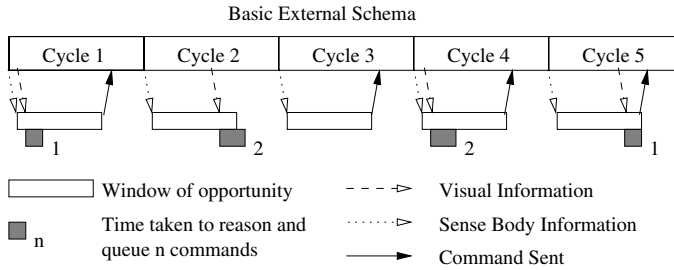 Basic External Schema
Cycle 1 Cycle 2 Cycle 3 Cycle 4 Cycle 5
1 2 2 1
Window of opportunity
n Time taken to reason and
queue n commands
Visual Information
Sense Body Information
Command Sent